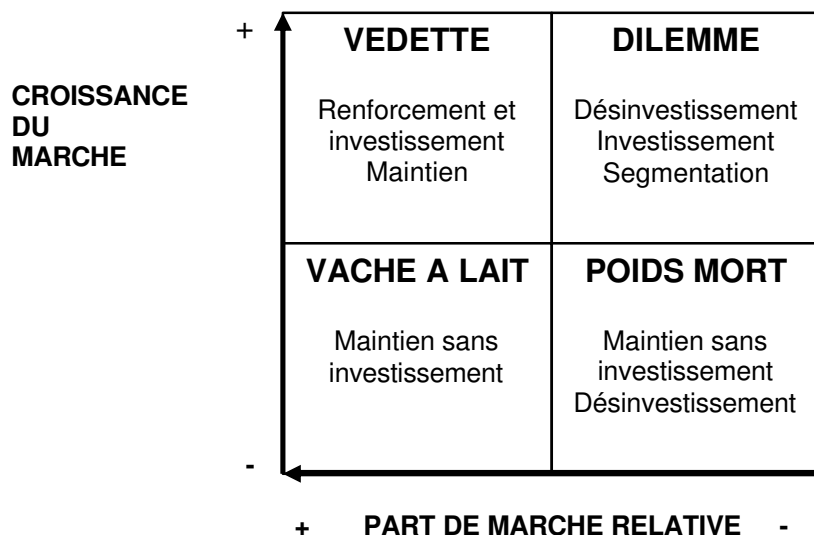 +
VEDETTE
DILEMME
CROISSANCE
DU
MARCHE
Renforcement et
investissement
Maintien
Désinvestissement
Investissement
Segmentation
VACHE A LAIT
POIDS MORT
Maintien sans
investissement
Maintien sans
investissement
Désinvestissement
-
+ PART DE MARCHE RELATIVE -